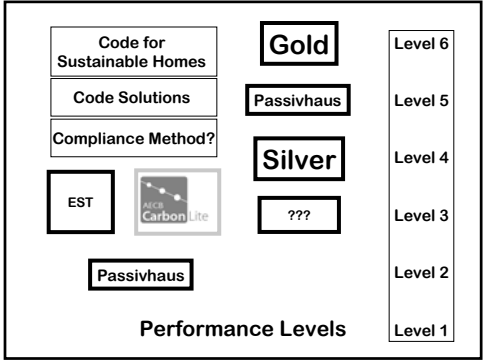 Code for
Sustainable Homes
Code Solutions
Compliance Method?
EST
AECB
CarbonLite
Passivhaus
Gold
Passivhaus
Silver
???
Level 6
Level 5
Level 4
Level 3
Level 2
Level 1
Performance Levels